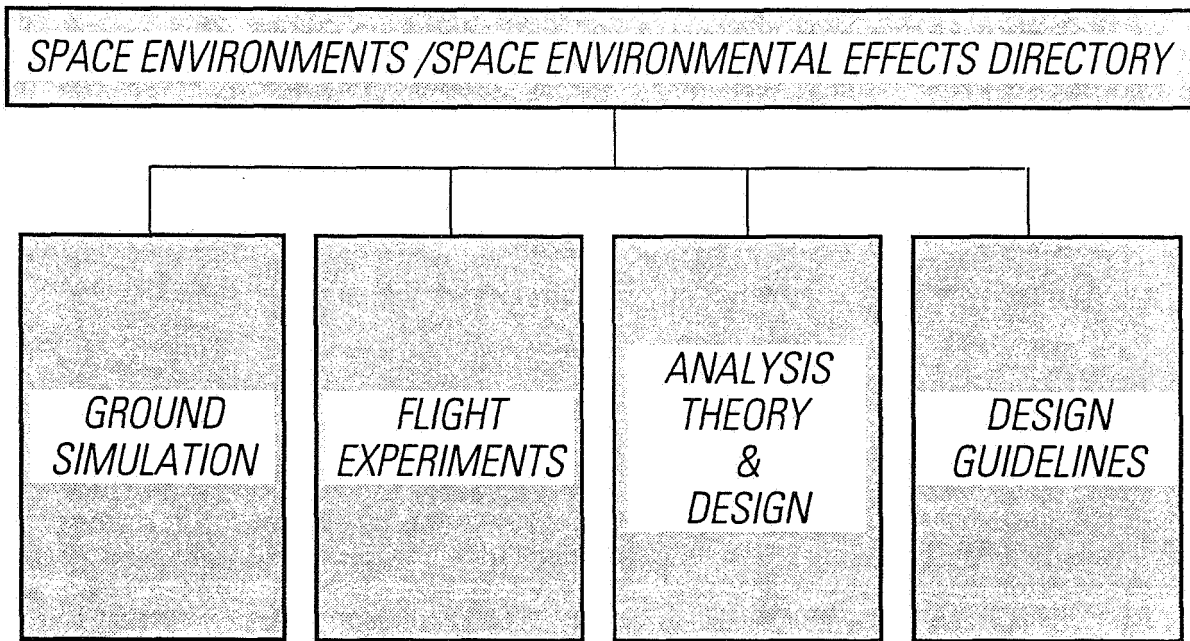 SPACE ENVIRONMENTS /SPACE ENVIRONMENTAL EFFECTS DIRECTORY
GROUND
SIMULATION
FLIGHT
EXPERIMENTS
ANALYSIS
THEORY
&
DESIGN
DESIGN
GUIDELINES